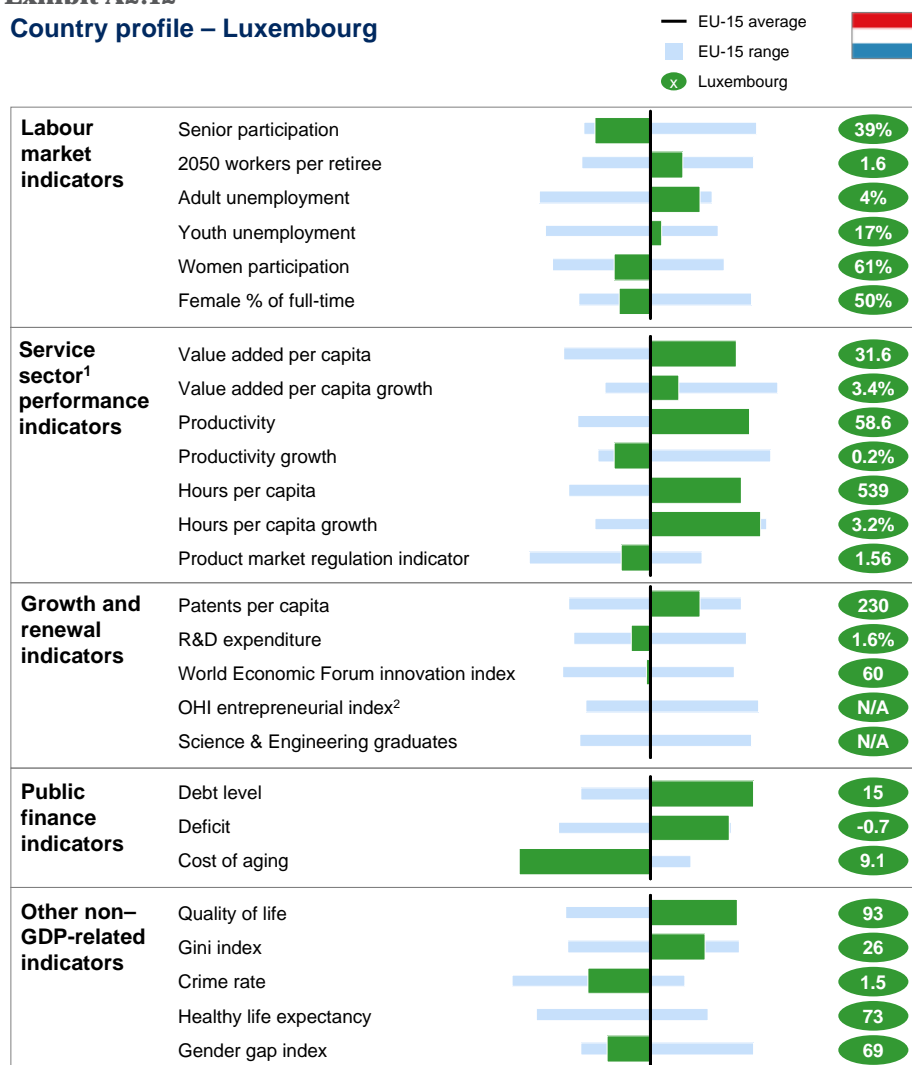 Exhibit A2.12
Country profile – Luxembourg
EU-15 average
EU-15 range
x Luxembourg
Labour market indicators
Senior participation 39%
2050 workers per retiree 1.6
Adult unemployment 4%
Youth unemployment 17%
Women participation 61%
Female % of full-time 50%
Service sector¹ performance indicators
Value added per capita 31.6
Value added per capita growth 3.4%
Productivity 58.6
Productivity growth 0.2%
Hours per capita 539
Hours per capita growth 3.2%
Product market regulation indicator 1.56
Growth and renewal indicators
Patents per capita 230
R&D expenditure 1.6%
World Economic Forum innovation index 60
OHI entrepreneurial index² N/A
Science & Engineering graduates N/A
Public finance indicators
Debt level 15
Deficit -0.7
Cost of aging 9.1
Other non–GDP-related indicators
Quality of life 93
Gini index 26
Crime rate 1.5
Healthy life expectancy 73
Gender gap index 69